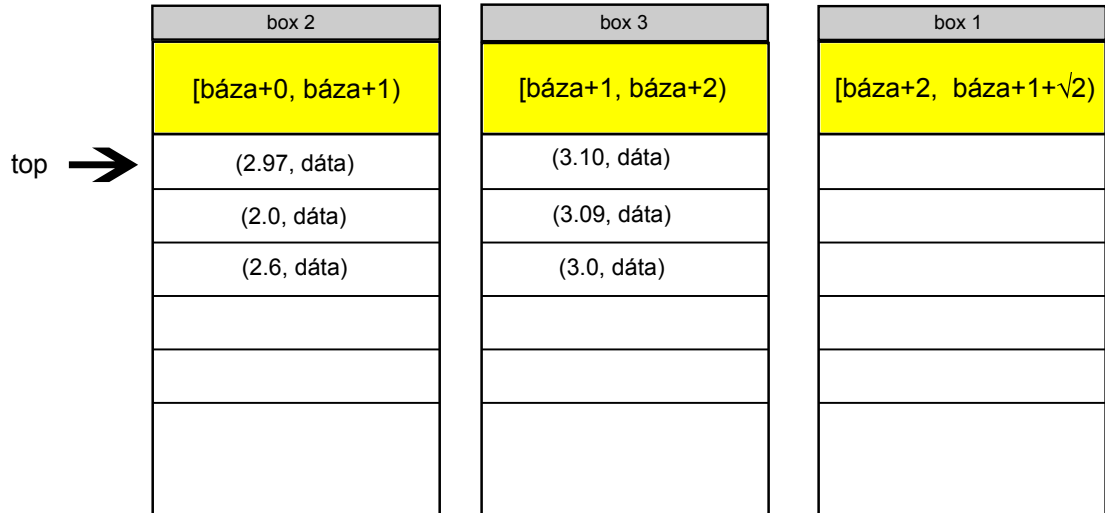 box 2
box 3
box 1
[báza+0, báza+1)
[báza+1, báza+2)
[báza+2,  báza+1+√2)
top
(2.97, dáta)
(3.10, dáta)
(2.0, dáta)
(3.09, dáta)
(2.6, dáta)
(3.0, dáta)